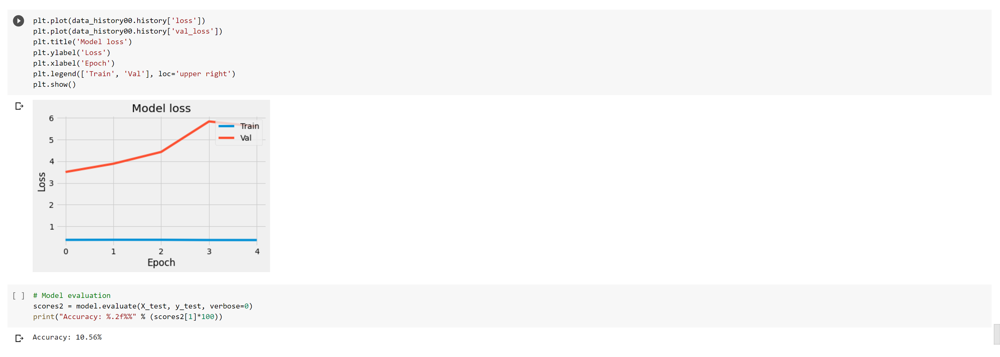 plt.plot(data_history00.history['loss'])
plt.plot(data_history00.history['val_loss'])
plt.title('Model loss')
plt.ylabel('Loss')
plt.xlabel('Epoch')
plt.legend(['Train', 'Val'], loc='upper right')
plt.show()
Model loss
6
5
4
3
2
1
Loss
Train
Val
0 1 2 3 4
Epoch
[ ] # Model evaluation
scores2 = model.evaluate(X_test, y_test, verbose=0)
print("Accuracy: %.2f%%" % (scores2[1]*100))
Accuracy: 10.56%